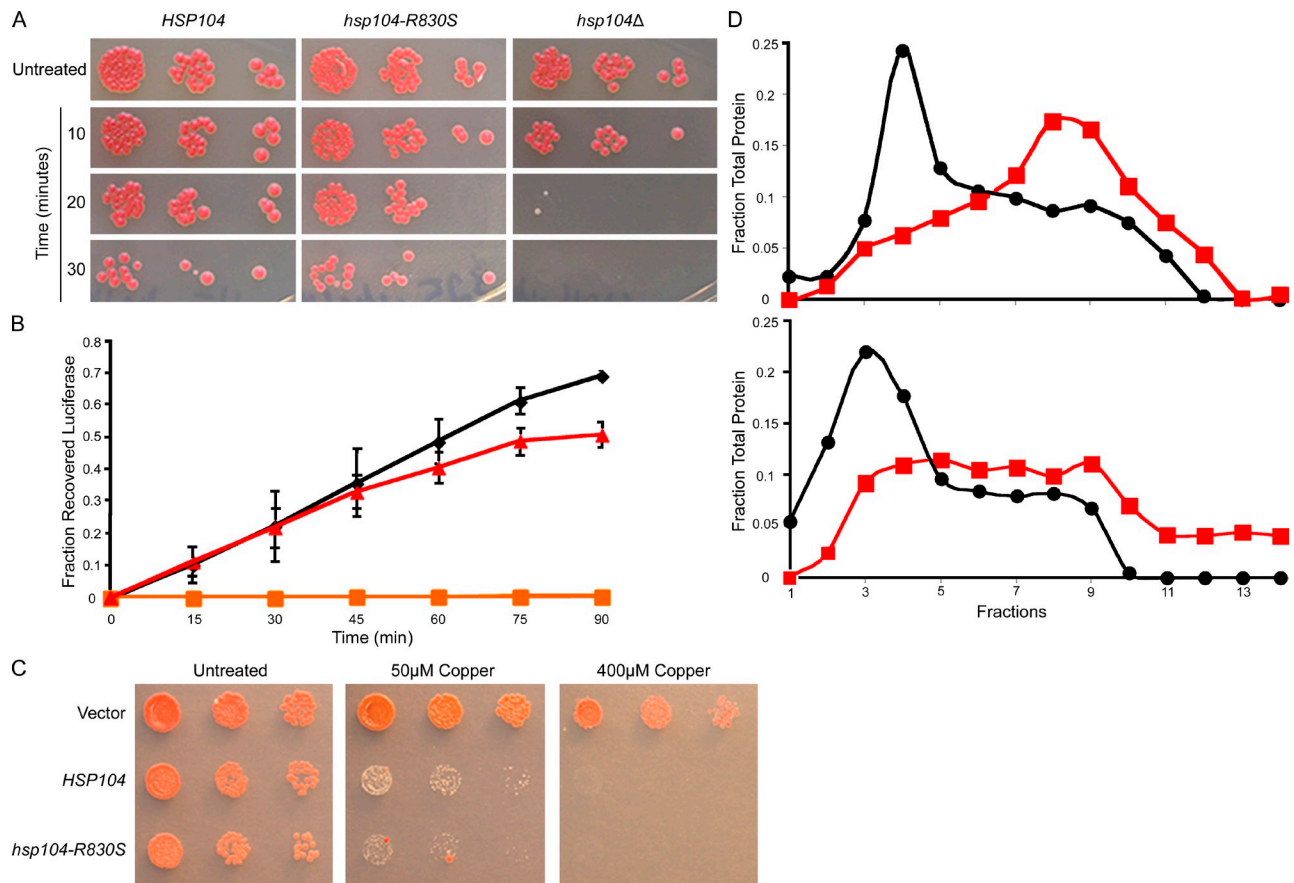 A
HSP104 hsp104-R830S hsp104Δ
Untreated
10
20
30
Time (minutes)
B
Fraction Recovered Luciferase
0.8
0.7
0.6
0.5
0.4
0.3
0.2
0.1
0
0 15 30 45 60 75 90
Time (min)
C
Untreated 50μM Copper 400μM Copper
Vector
HSP104
hsp104-R830S
D
Fraction Total Protein
0.25
0.2
0.15
0.1
0.05
0
Fraction Total Protein
0.25
0.2
0.15
0.1
0.05
0
1 3 5 7 9 11 13
Fractions